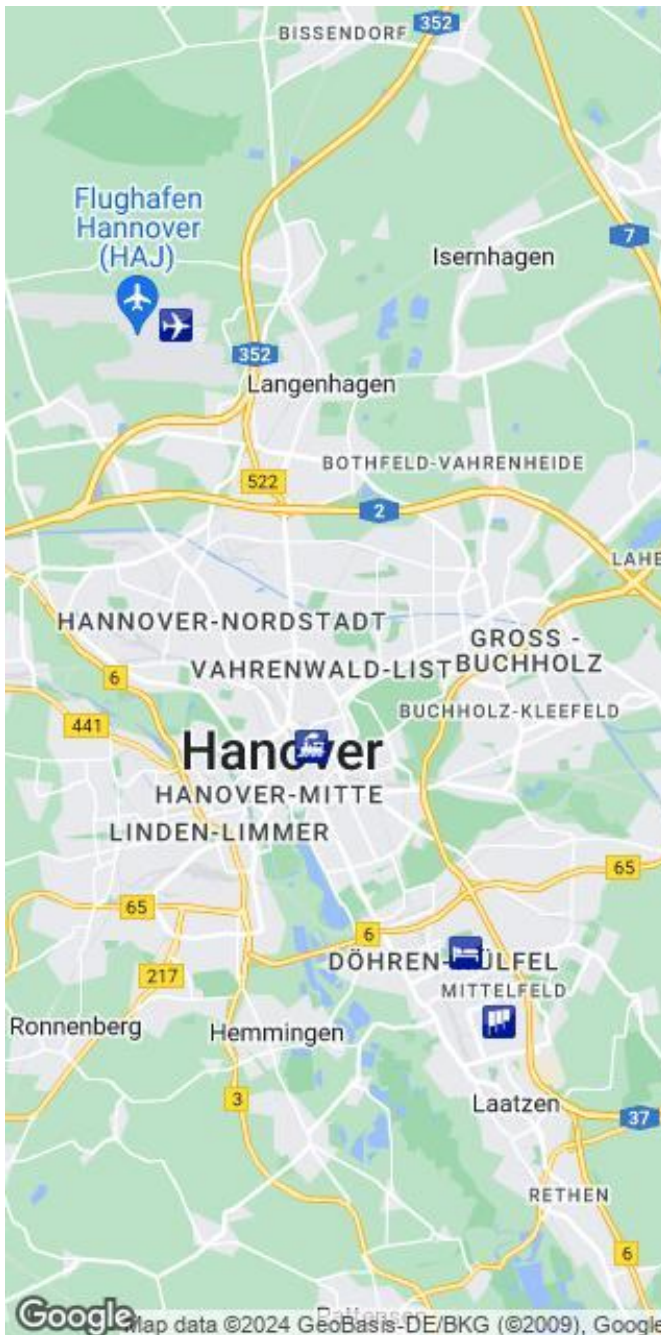 352
BISSENDORF
Flughafen
Hannover
(HAJ)
7
Isernhagen
352
Langenhagen
BOTHFELD-VAHRENHEIDE
522
2
LAHE
HANNOVER-NORDSTADT
GROSS -
BUCHHOLZ
VAHRENWALD-LIST
6
BUCHHOLZ-KLEEFELD
441
Hanover
HANOVER-MITTE
LINDEN-LIMMER
65
65
6
DÖHREN-WÜLFEL
217
MITTELFELD
Ronnenberg
Hemmingen
3
Laatzen
37
RETHEN
6
Google
Map data ©2024 GeoBasis-DE/BKG (©2009), Google